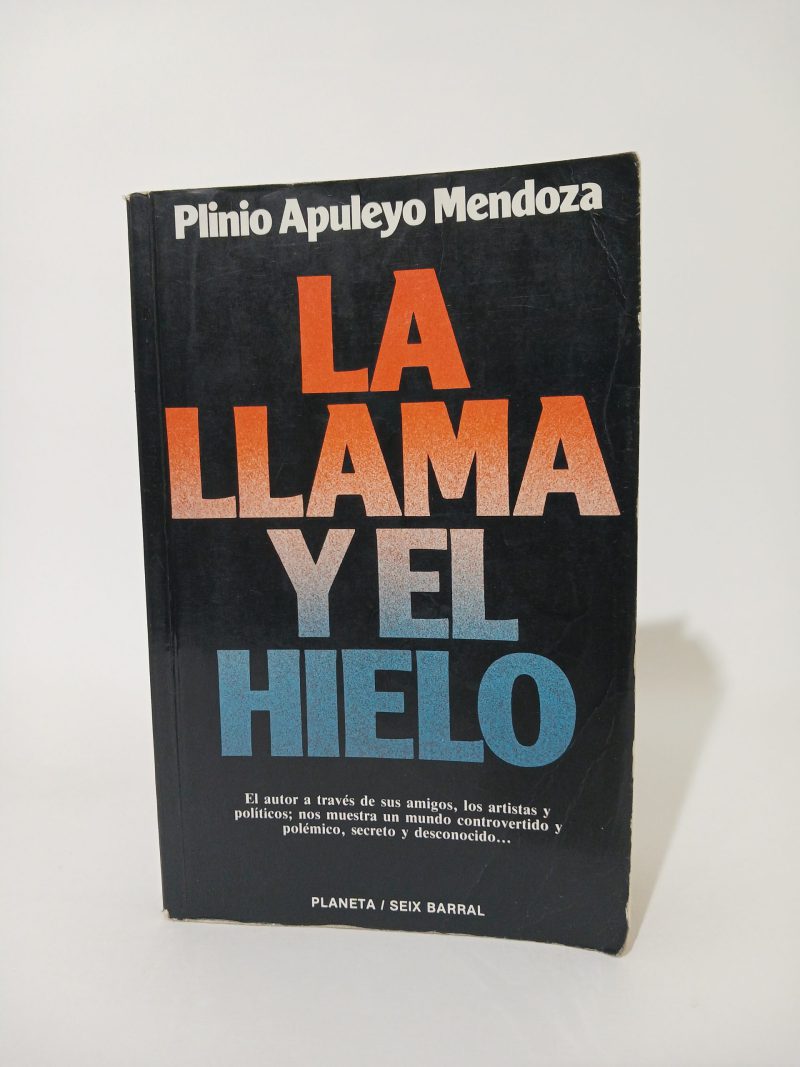 Plinio Apuleyo Mendoza
LA
LLAMA
Y EL
HIELO
El autor a través de sus amigos, los artistas y
políticos; nos muestra un mundo controvertido y
polémico, secreto y desconocido...
PLANETA / SEIX BARRAL